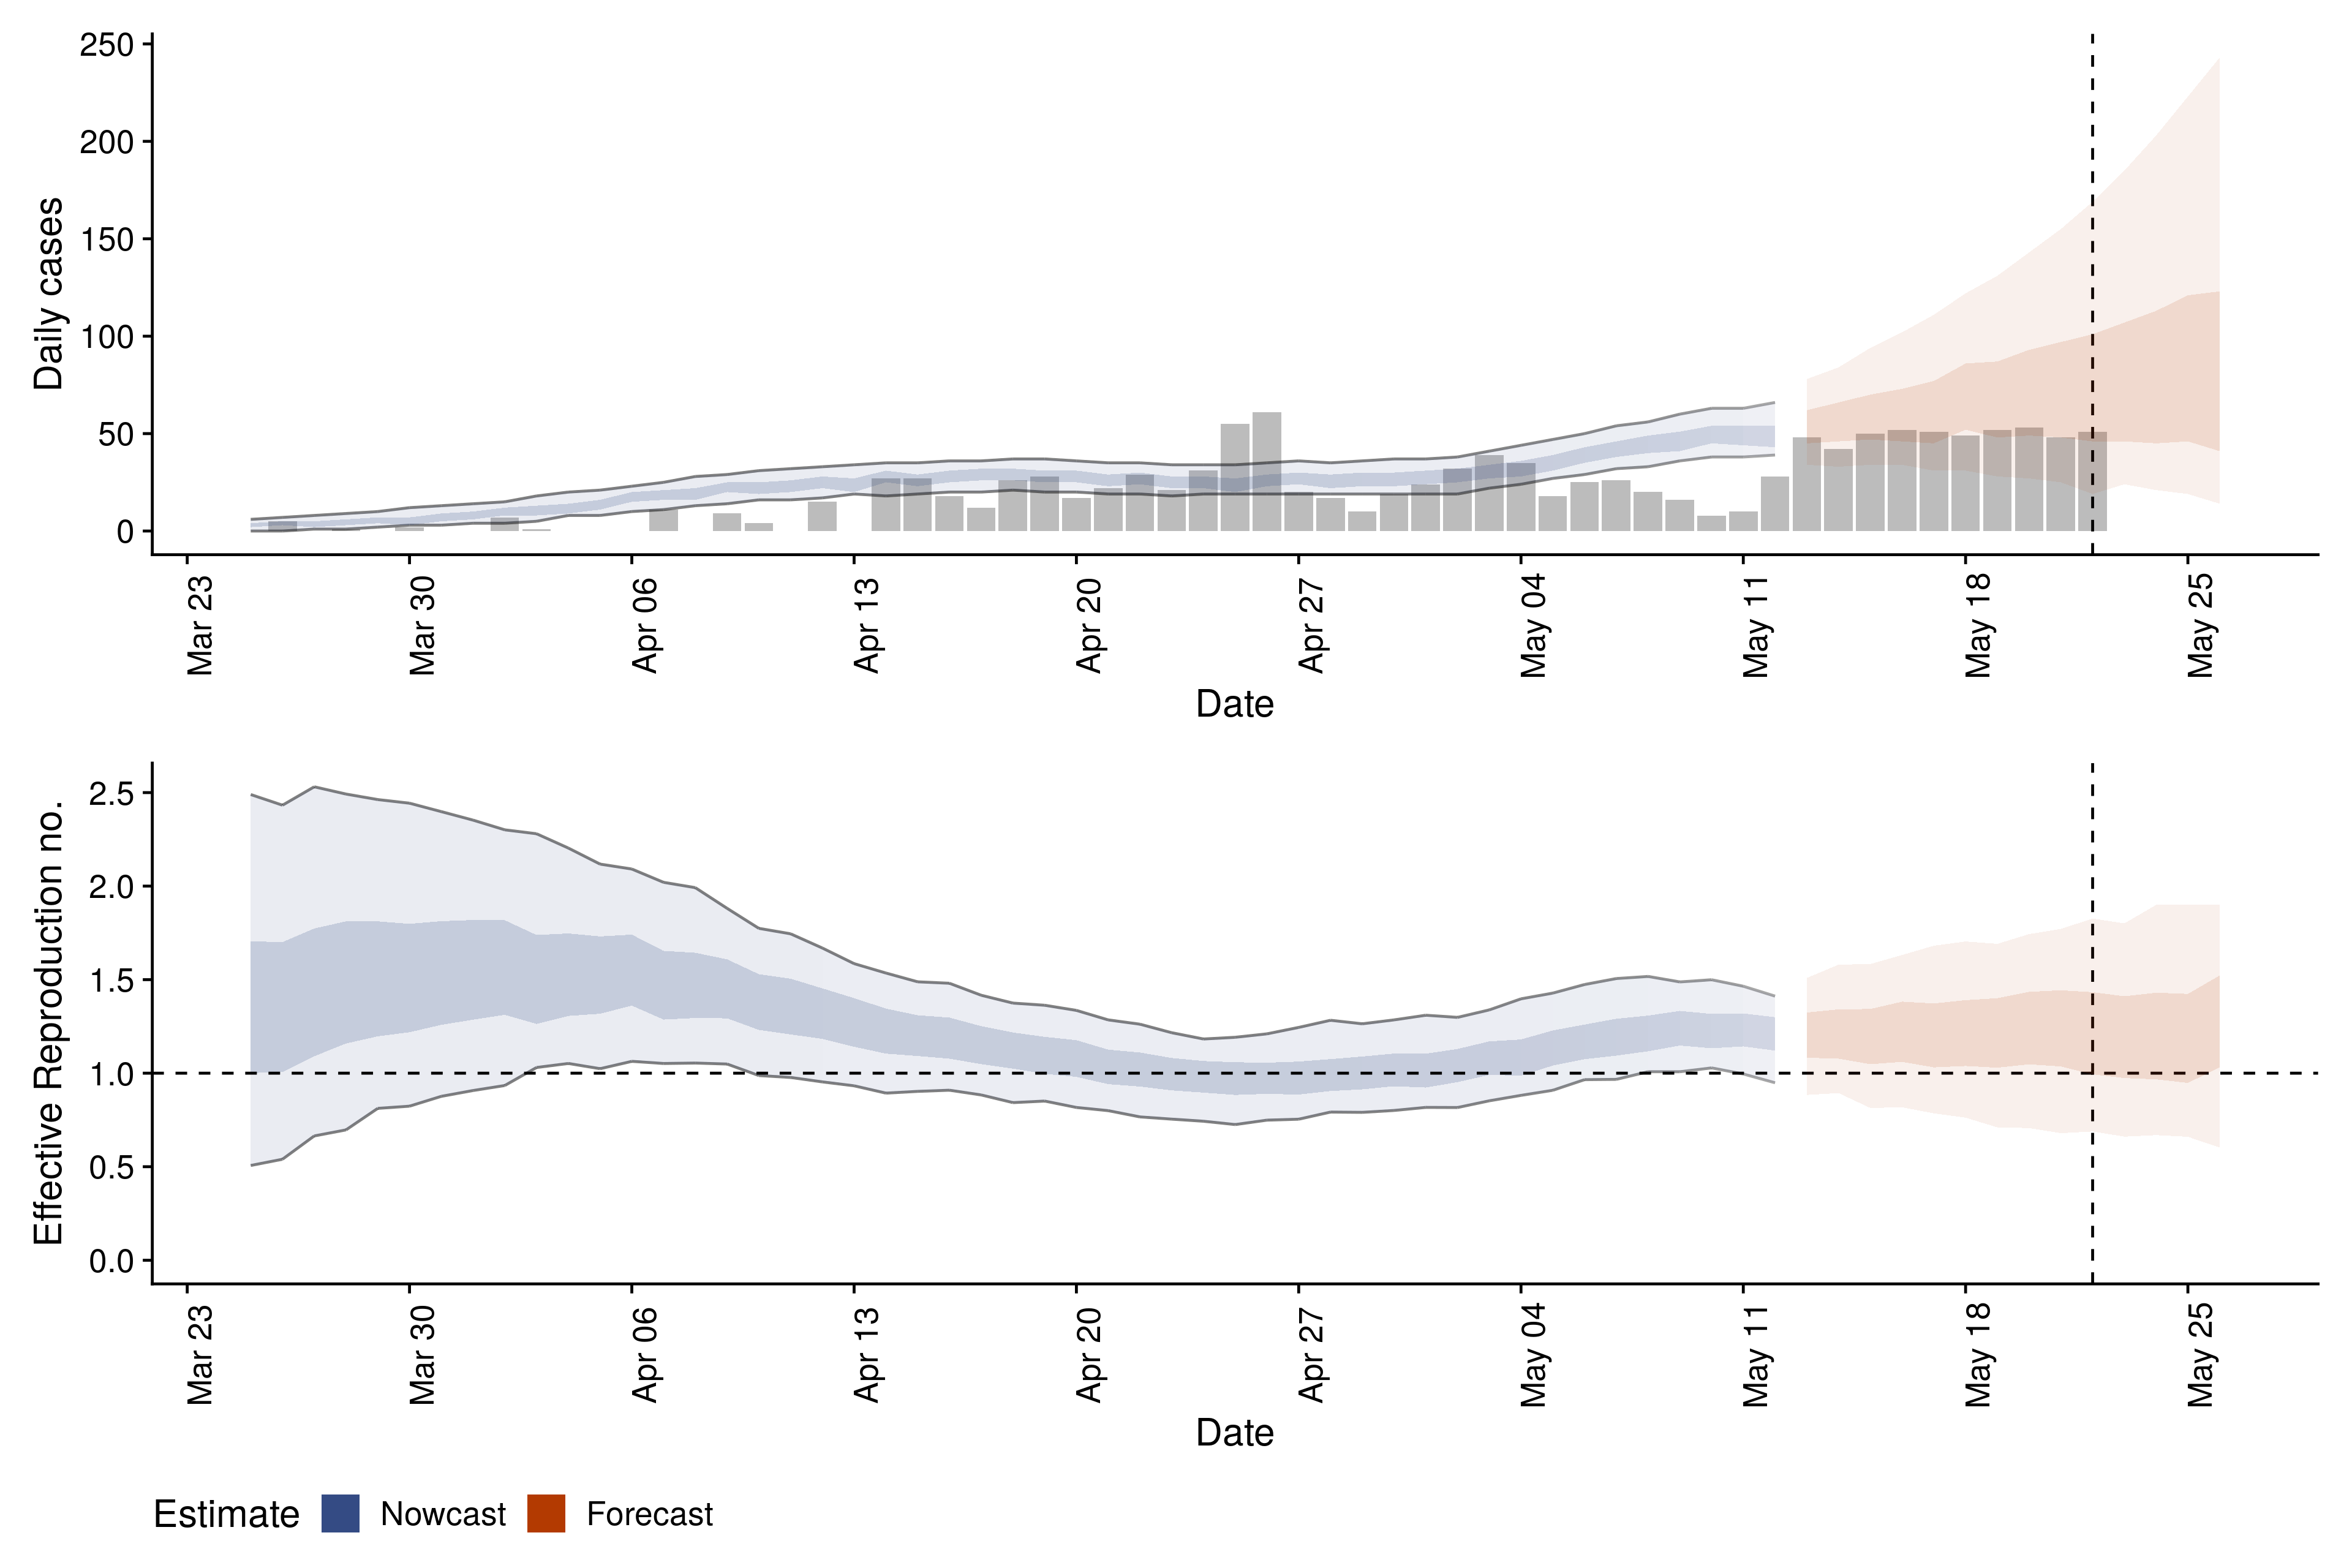 Daily cases
250
200
150
100
50
0
Mar 23
Mar 30
Apr 06
Apr 13
Apr 20
Apr 27
May 04
May 11
May 18
May 25
Date
Effective Reproduction no.
2.5
2.0
1.5
1.0
0.5
0.0
Mar 23
Mar 30
Apr 06
Apr 13
Apr 20
Apr 27
May 04
May 11
May 18
May 25
Date
Estimate Nowcast Forecast